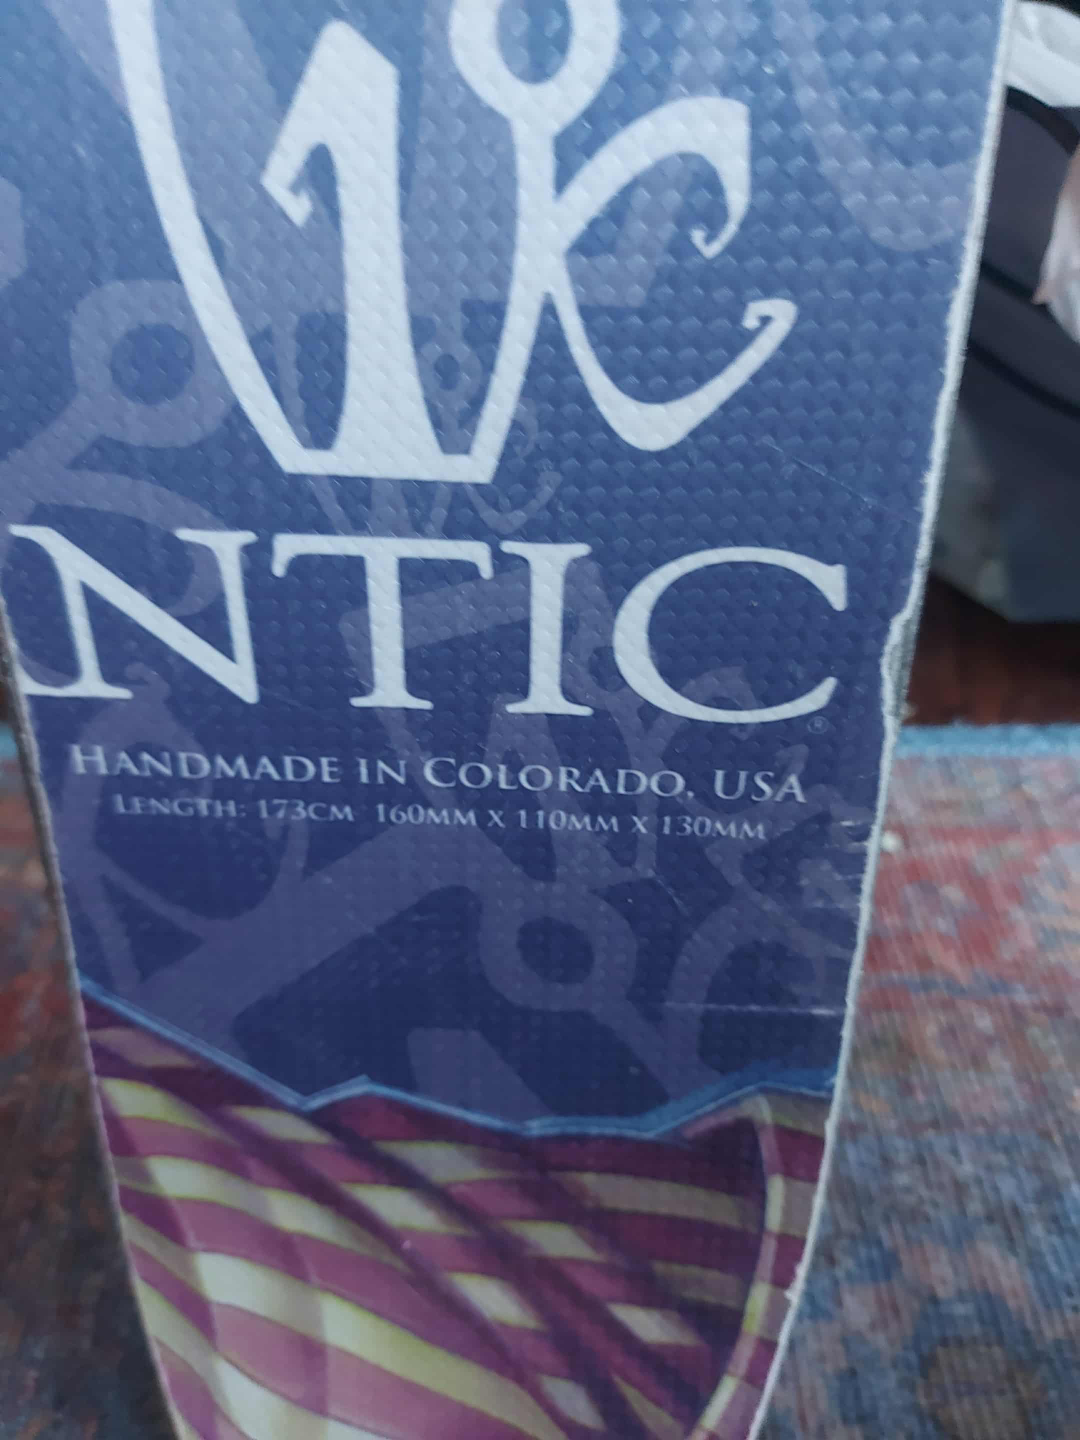 NTIC®
HANDMADE IN COLORADO, USA
LENGTH: 173CM 160MM X 110MM X 130MM